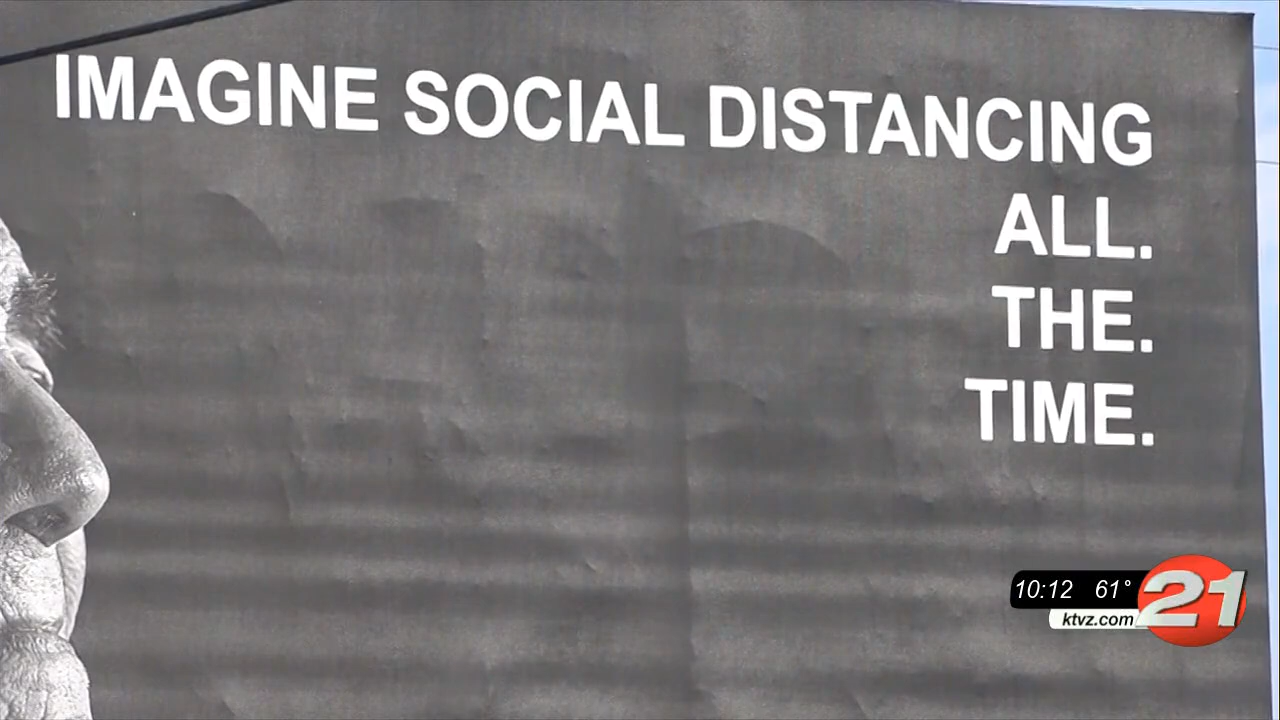 IMAGINE SOCIAL DISTANCING
ALL.
THE.
TIME.
10:12 61°
21
ktvz.com